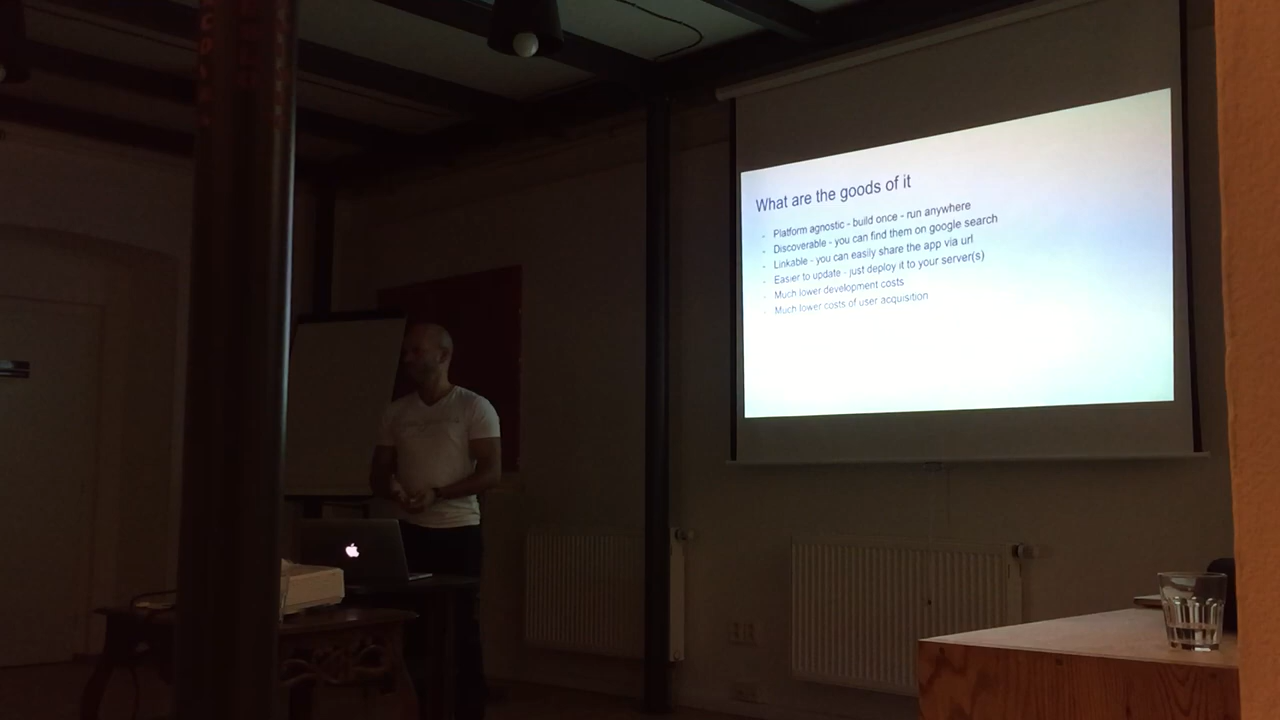 What are the goods of it
- Platform agnostic - build once - run anywhere
- Discoverable - you can find them on google search
- Linkable - you can easily share the app via url
- Easier to update - just deploy it to your server(s)
- Much lower development costs
- Much lower costs of user acquisition